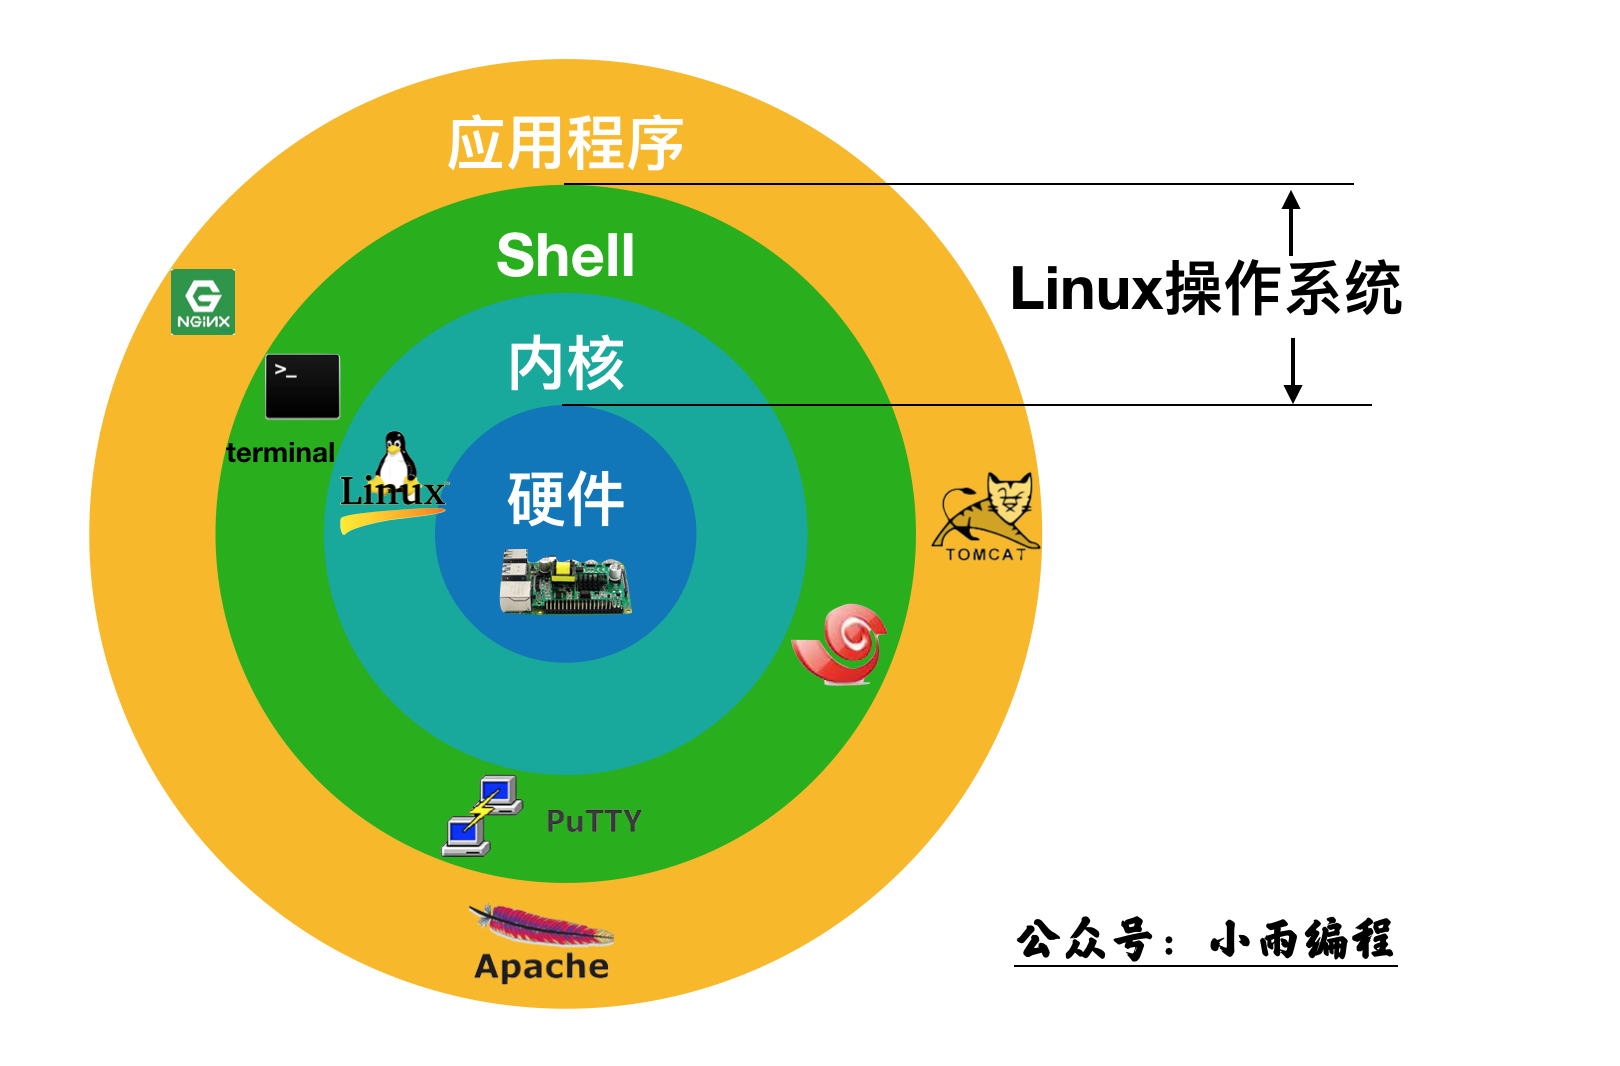 应用程序
Shell
Linux操作系统
NGiNX
内核
>_
terminal
Linux
硬件
TOMCAT
PuTTY
Apache
公众号：小雨编程